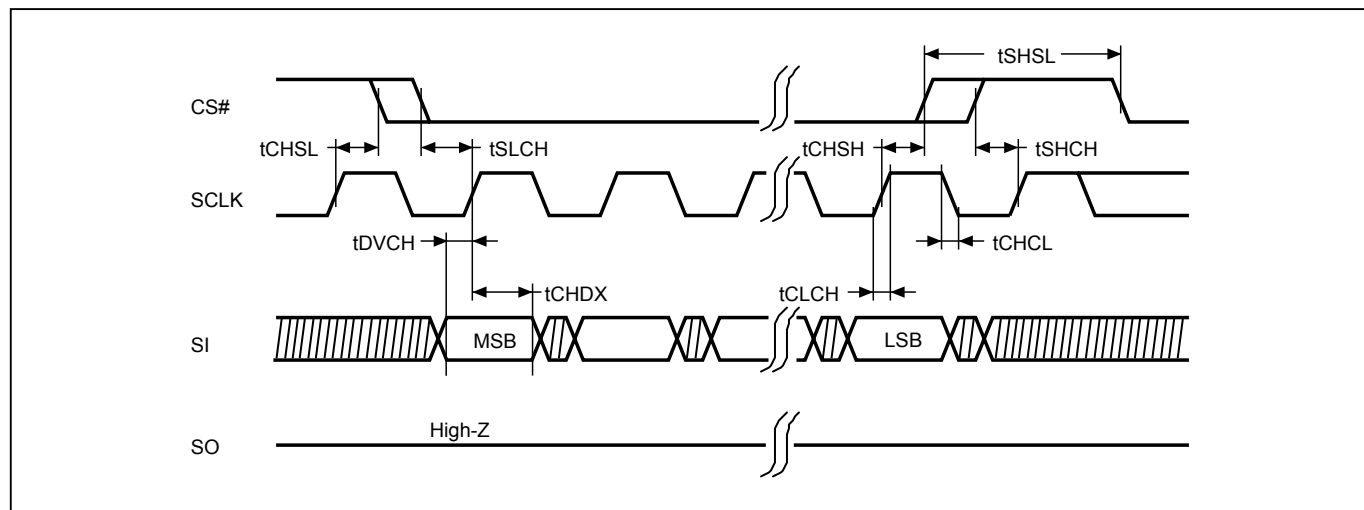 tSHSL
CS#
tCHSL
tSLCH
tCHSH
tSHCH
SCLK
tDVCH
tCHCL
tCHDX
tCLCH
SI
MSB
LSB
High-Z
SO